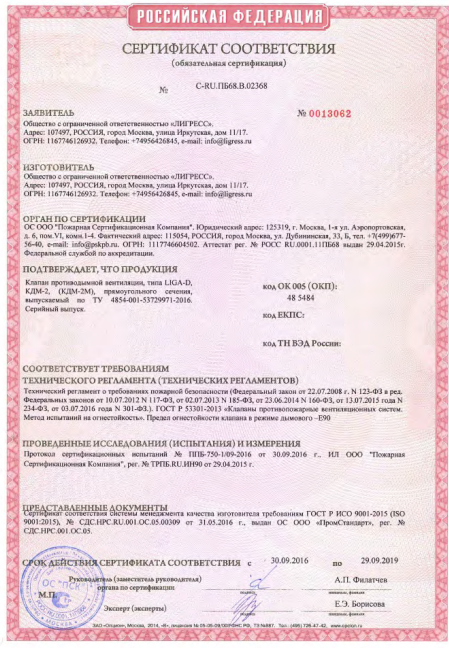 РОССИЙСКАЯ ФЕДЕРАЦИЯ
СЕРТИФИКАТ СООТВЕТСТВИЯ
(обязательная сертификация)
№ С-RU.ПБ68.В.02368
ЗАЯВИТЕЛЬ № 0013062
Общество с ограниченной ответственностью «ЛИГРЕСС».
Адрес: 107497, РОССИЯ, город Москва, улица Иркутская, дом 11/17.
ОГРН: 1167746126932. Телефон: +74956426845, e-mail: info@ligress.ru
ИЗГОТОВИТЕЛЬ
Общество с ограниченной ответственностью «ЛИГРЕСС».
Адрес: 107497, РОССИЯ, город Москва, улица Иркутская, дом 11/17.
ОГРН: 1167746126932. Телефон: +74956426845, e-mail: info@ligress.ru
ОРГАН ПО СЕРТИФИКАЦИИ
ОС ООО "Пожарная Сертификационная Компания". Юридический адрес: 125319, г. Москва, 1-я ул. Аэропортовская,
д. 6, пом.VI, комн.1-4. Фактический адрес: 115054, РОССИЯ, город Москва, ул. Дубининская, 33, Б, тел. +7(499)677-
56-40, e-mail: info@pskpb.ru. ОГРН: 1117746604502. Аттестат рег. № РОСС RU.0001.11ПБ68 выдан 29.04.2015г.
Федеральной службой по аккредитации.
ПОДТВЕРЖДАЕТ, ЧТО ПРОДУКЦИЯ
Клапан противодымной вентиляции, типа LIGA-D,
КДМ-2, (КДМ-2М), прямоугольного сечения,
выпускаемый по ТУ 4854-001-53729971-2016.
Серийный выпуск.
код ОК 005 (ОКП):
48 5484
код ЕКПС:
код ТН ВЭД России:
СООТВЕТСТВУЕТ ТРЕБОВАНИЯМ
ТЕХНИЧЕСКОГО РЕГЛАМЕНТА (ТЕХНИЧЕСКИХ РЕГЛАМЕНТОВ)
Технический регламент о требованиях пожарной безопасности (Федеральный закон от 22.07.2008 г. N 123-ФЗ в ред.
Федеральных законов от 10.07.2012 N 117-ФЗ, от 02.07.2013 N 185-ФЗ, от 23.06.2014 N 160-ФЗ, от 13.07.2015 года N
234-ФЗ, от 03.07.2016 года N 301-ФЗ.). ГОСТ Р 53301-2013 «Клапаны противопожарные вентиляционных систем.
Метод испытаний на огнестойкость». Предел огнестойкости клапана в режиме дымового –E90
ПРОВЕДЕННЫЕ ИССЛЕДОВАНИЯ (ИСПЫТАНИЯ) И ИЗМЕРЕНИЯ
Протокол сертификационных испытаний № ППБ-750-1/09-2016 от 30.09.2016 г., ИЛ ООО "Пожарная
Сертификационная Компания", рег. № ТРПБ.RU.ИН90 от 29.04.2015 г.
ПРЕДСТАВЛЕННЫЕ ДОКУМЕНТЫ
Сертификат соответствия системы менеджмента качества изготовителя требованиям ГОСТ Р ИСО 9001-2015 (ISO
9001:2015), № СДС.НРС.RU.001.ОС.05.00309 от 31.05.2016 г., выдан ОС ООО «ПромСтандарт», рег. №
СДС.НРС.001.ОС.05.
СРОК ДЕЙСТВИЯ СЕРТИФИКАТА СООТВЕТСТВИЯ с 30.09.2016 по 29.09.2019
Руководитель (заместитель руководителя)
органа по сертификации
А.П. Филатчев
М.П.
подпись инициалы, фамилия
Эксперт (эксперты) Е.Э. Борисова
подпись инициалы, фамилия
ОС "ПСК"
МОСКВА